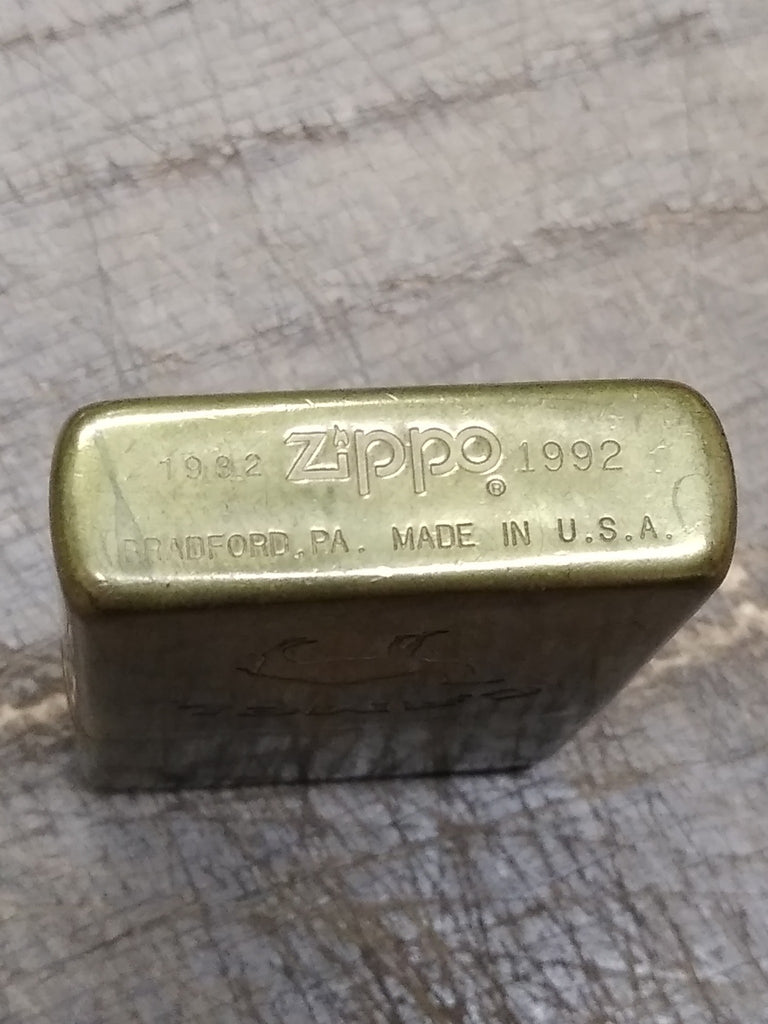 1932 Zippo® 1992
BRADFORD, PA. MADE IN U.S.A.